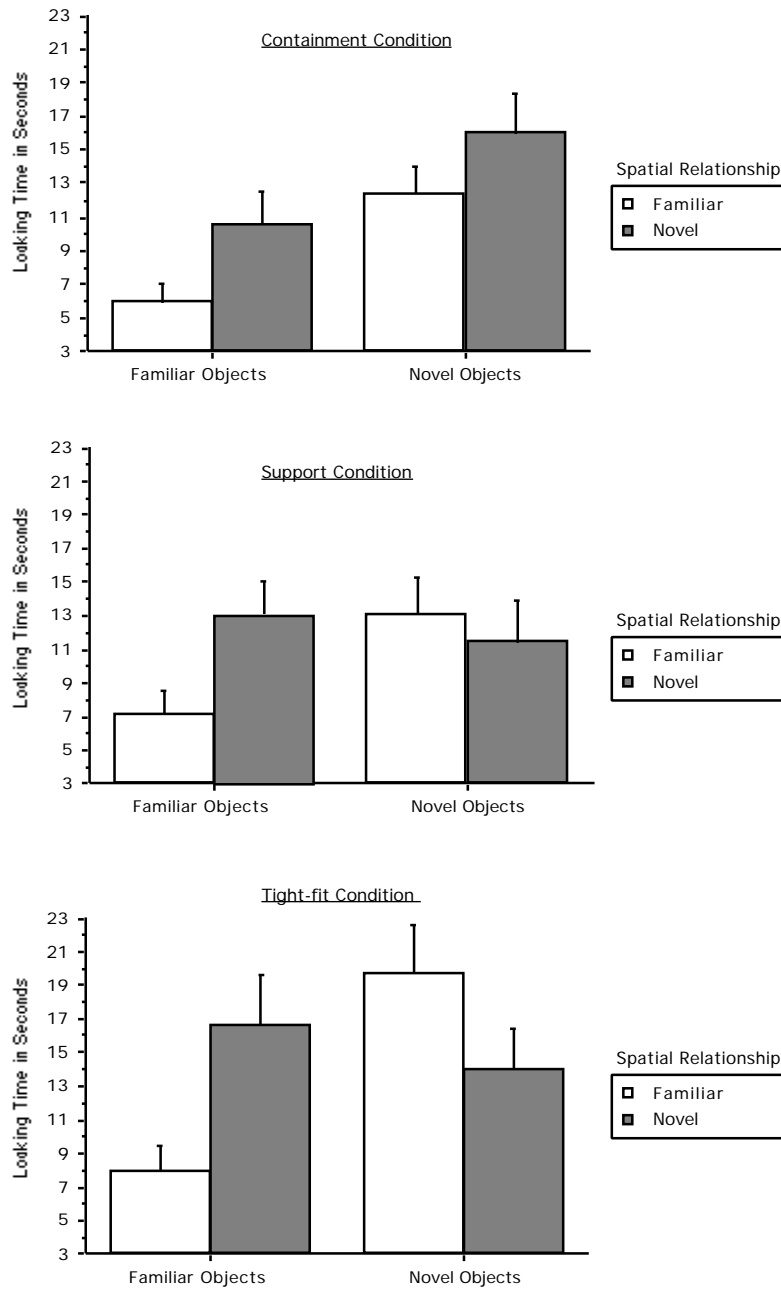 Containment Condition
Looking Time in Seconds
23
21
19
17
15
13
11
9
7
5
3
Familiar Objects
Novel Objects
Spatial Relationship
Familiar
Novel
Support Condition
Looking Time in Seconds
23
21
19
17
15
13
11
9
7
5
3
Familiar Objects
Novel Objects
Spatial Relationship
Familiar
Novel
Tight-fit Condition
Looking Time in Seconds
23
21
19
17
15
13
11
9
7
5
3
Familiar Objects
Novel Objects
Spatial Relationship
Familiar
Novel